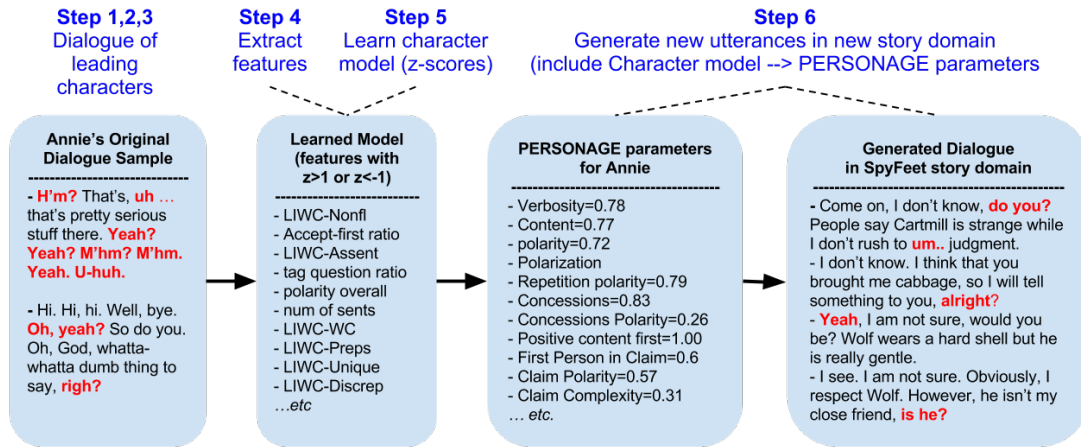 Step 1,2,3
Dialogue of
leading
characters
Step 4
Extract
features
Step 5
Learn character
model (z-scores)
Step 6
Generate new utterances in new story domain
(include Character model --> PERSONAGE parameters
Annie's Original
Dialogue Sample
------------------------------
- H'm? That's, uh …
that's pretty serious
stuff there. Yeah?
Yeah? M'hm? M'hm.
Yeah. U-huh.
- Hi. Hi, hi. Well, bye.
Oh, yeah? So do you.
Oh, God, whatta-
whatta dumb thing to
say, righ?
Learned Model
(features with
z>1 or z<-1)
---------------------------
- LIWC-Nonfl
- Accept-first ratio
- LIWC-Assent
- tag question ratio
- polarity overall
- num of sents
- LIWC-WC
- LIWC-Preps
- LIWC-Unique
- LIWC-Discrep
…etc
PERSONAGE parameters
for Annie
--------------------------------------
- Verbosity=0.78
- Content=0.77
- polarity=0.72
- Polarization
- Repetition polarity=0.79
- Concessions=0.83
- Concessions Polarity=0.26
- Positive content first=1.00
- First Person in Claim=0.6
- Claim Polarity=0.57
- Claim Complexity=0.31
… etc.
Generated Dialogue
in SpyFeet story domain
----------------------------------------
- Come on, I don't know, do you?
People say Cartmill is strange while
I don't rush to um.. judgment.
- I don't know. I think that you
brought me cabbage, so I will tell
something to you, alright?
- Yeah, I am not sure, would you
be? Wolf wears a hard shell but he
is really gentle.
- I see. I am not sure. Obviously, I
respect Wolf. However, he isn't my
close friend, is he?